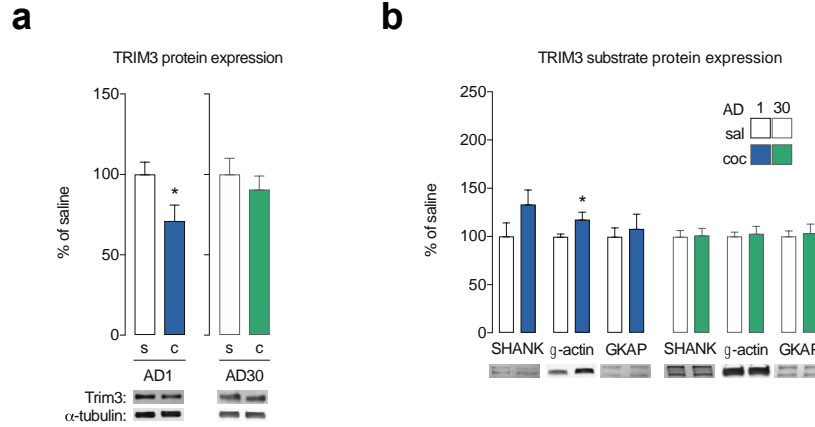 a
TRIM3 protein expression
% of saline
150
100
50
0
*
s c s c
AD1 AD30
Trim3:
α-tubulin:
b
TRIM3 substrate protein expression
% of saline
250
200
150
100
50
0
*
AD 1 30
sal
coc
SHANK g-actin GKAP SHANK g-actin GKAP